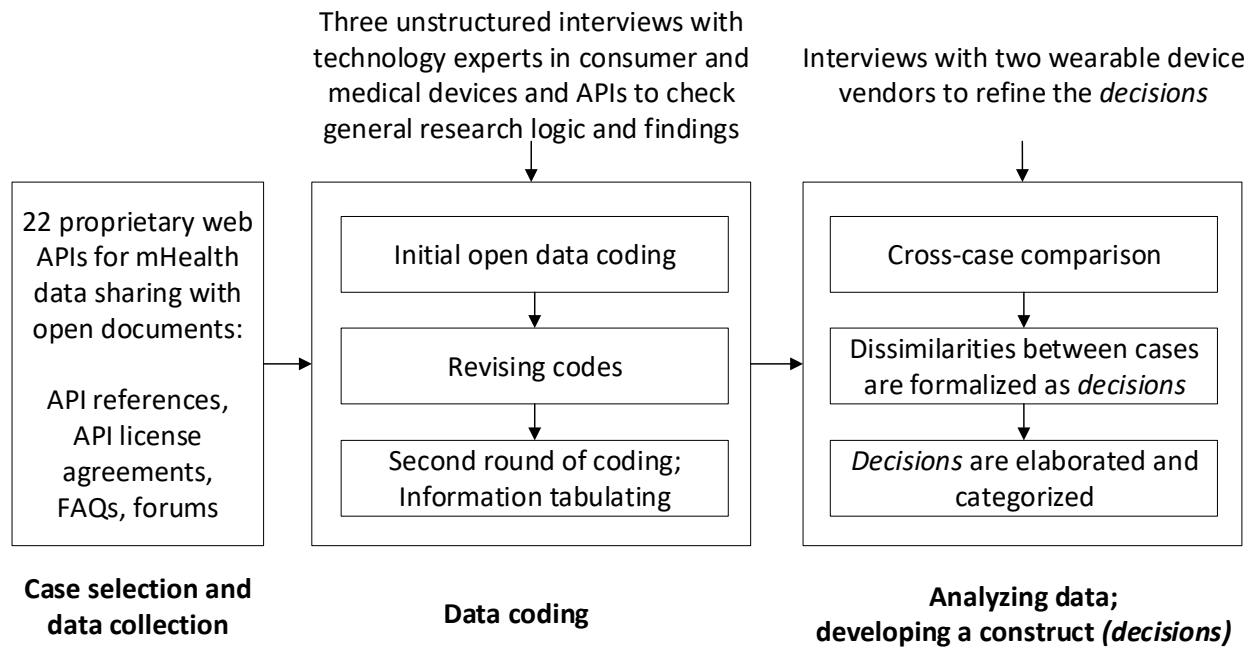 Three unstructured interviews with
technology experts in consumer and
medical devices and APIs to check
general research logic and findings
Interviews with two wearable device
vendors to refine the decisions
22 proprietary web
APIs for mHealth
data sharing with
open documents:
API references,
API license
agreements,
FAQs, forums
Initial open data coding
Revising codes
Second round of coding;
Information tabulating
Cross-case comparison
Dissimilarities between cases
are formalized as decisions
Decisions are elaborated and
categorized
Case selection and
data collection
Data coding
Analyzing data;
developing a construct (decisions)